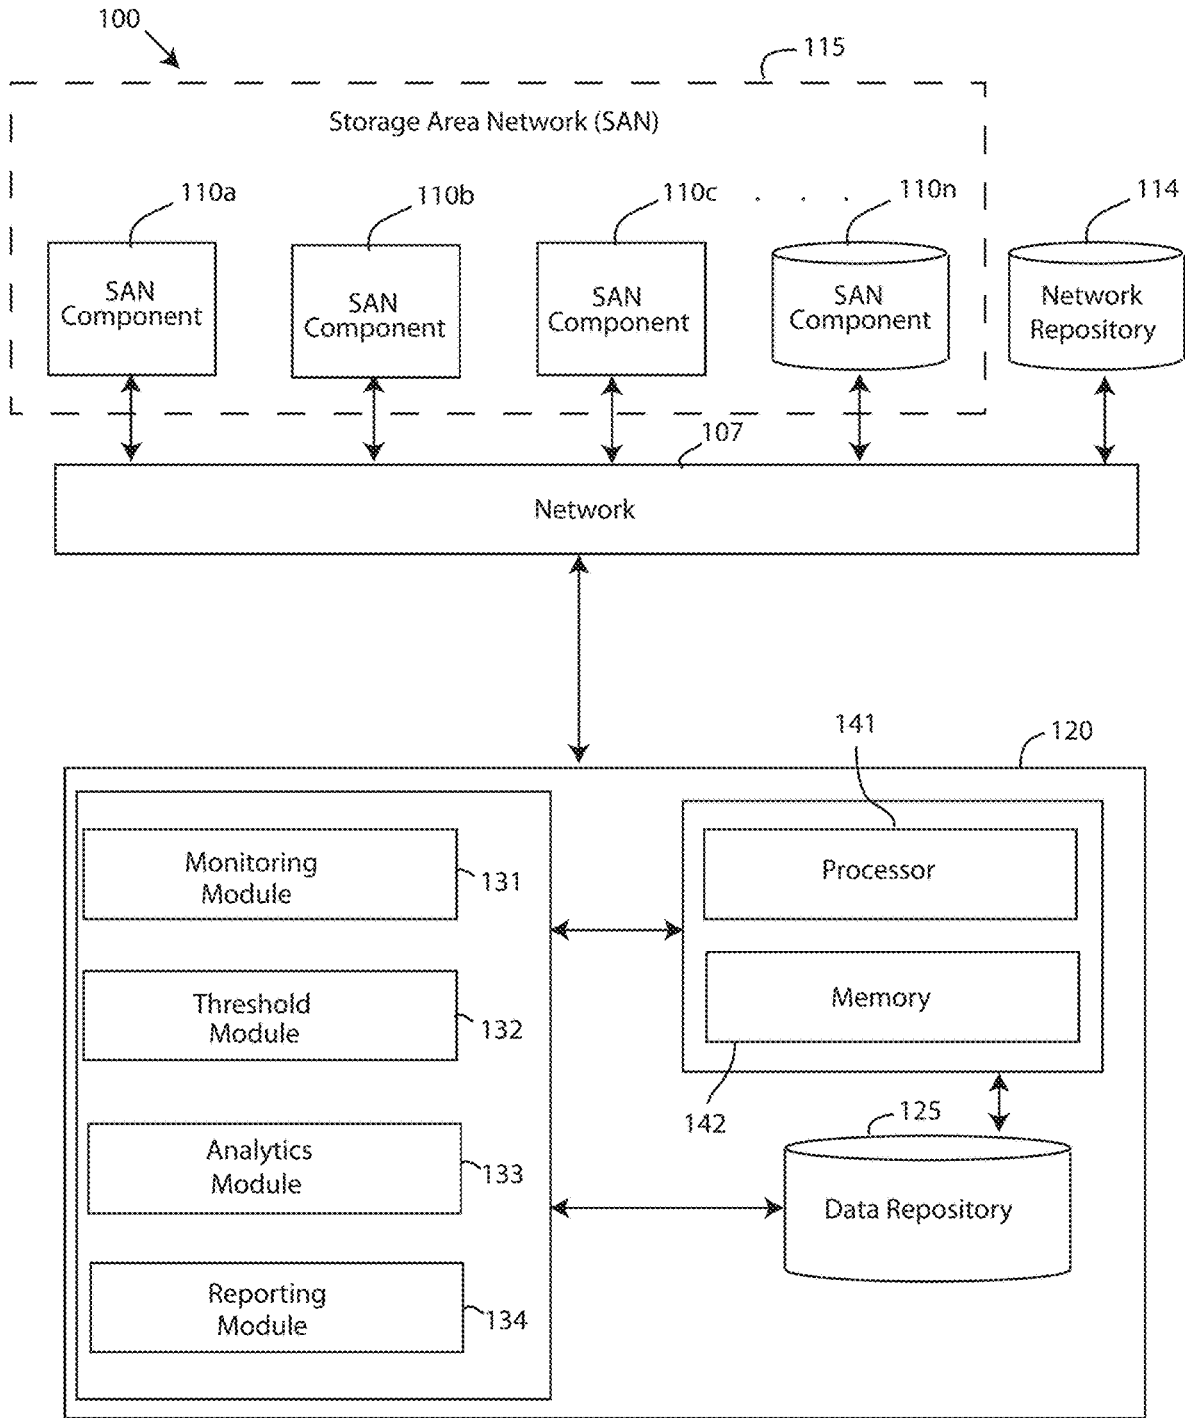 100
115
Storage Area Network (SAN)
110a
110b
110c
. . .
110n
114
SAN
Component
SAN
Component
SAN
Component
SAN
Component
Network
Repository
107
Network
141
120
Monitoring
Module
131
Processor
Threshold
Module
132
Memory
142
125
Analytics
Module
133
Data Repository
Reporting
Module
134